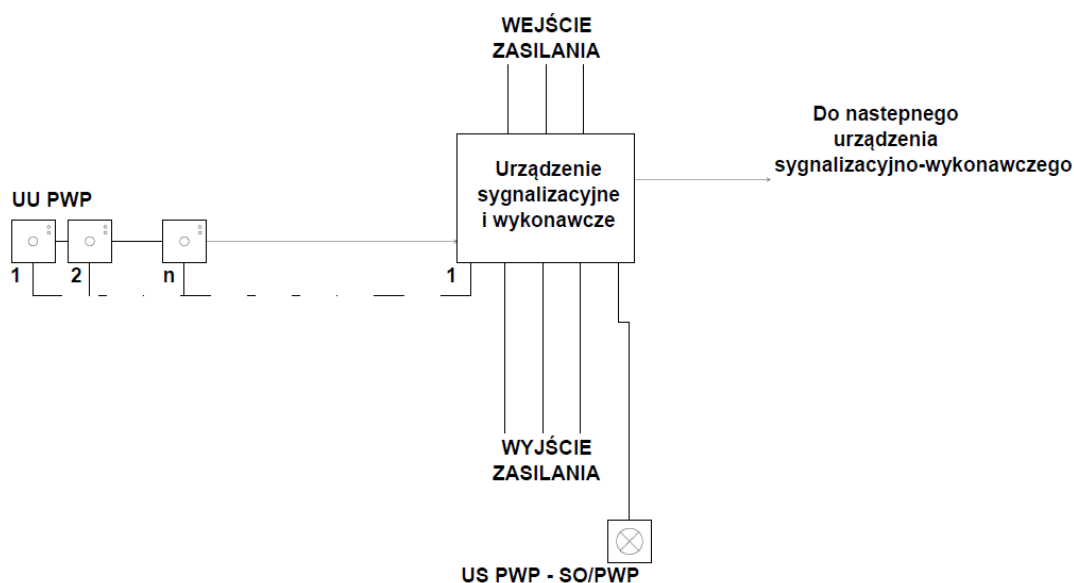 WEJŚCIE
ZASILANIA
Do nastepnego
urządzenia
sygnalizacyjno-wykonawczego
Urządzenie
sygnalizacyjne
i wykonawcze
UU PWP
1 2 n 1
WYJŚCIE
ZASILANIA
US PWP - SO/PWP